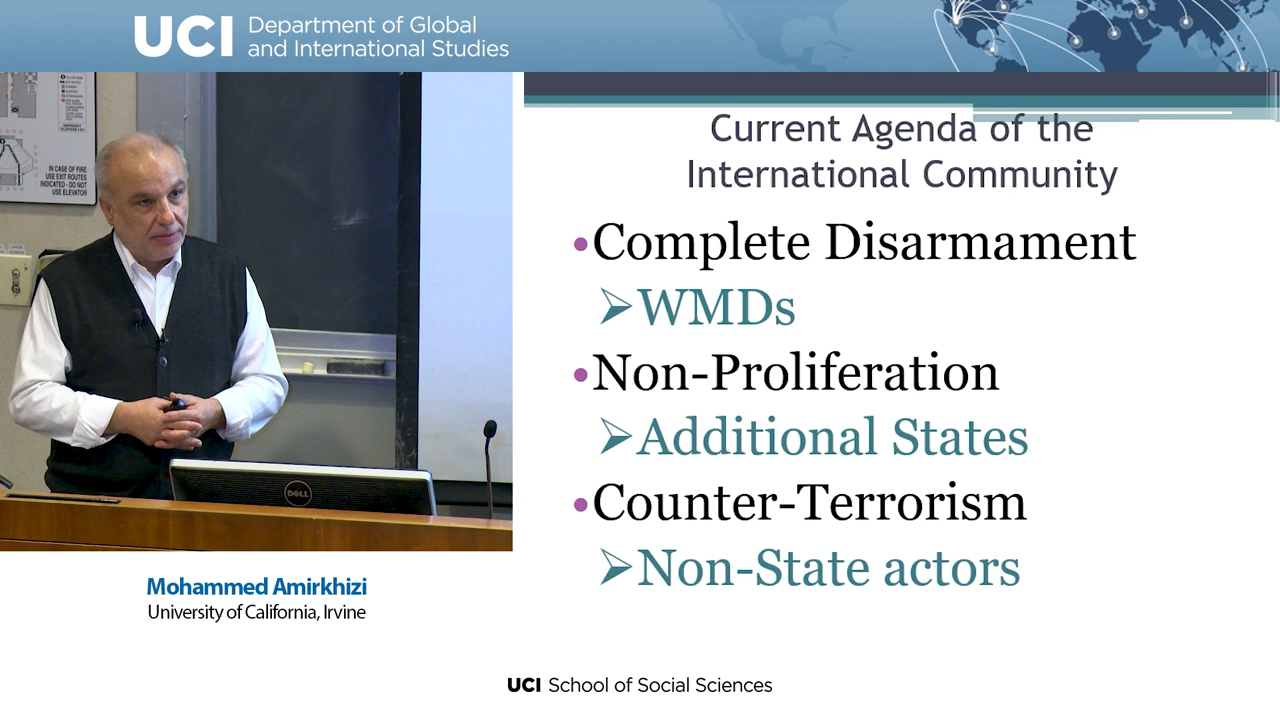 UCI Department of Global
and International Studies
IN CASE OF FIRE
USE EXIT ROUTES
INDICATED - DO NOT
USE ELEVATOR
DELL
Mohammed Amirkhizi
University of California, Irvine
Current Agenda of the
International Community
•Complete Disarmament
➢WMDs
•Non-Proliferation
➢Additional States
•Counter-Terrorism
➢Non-State actors
UCI School of Social Sciences